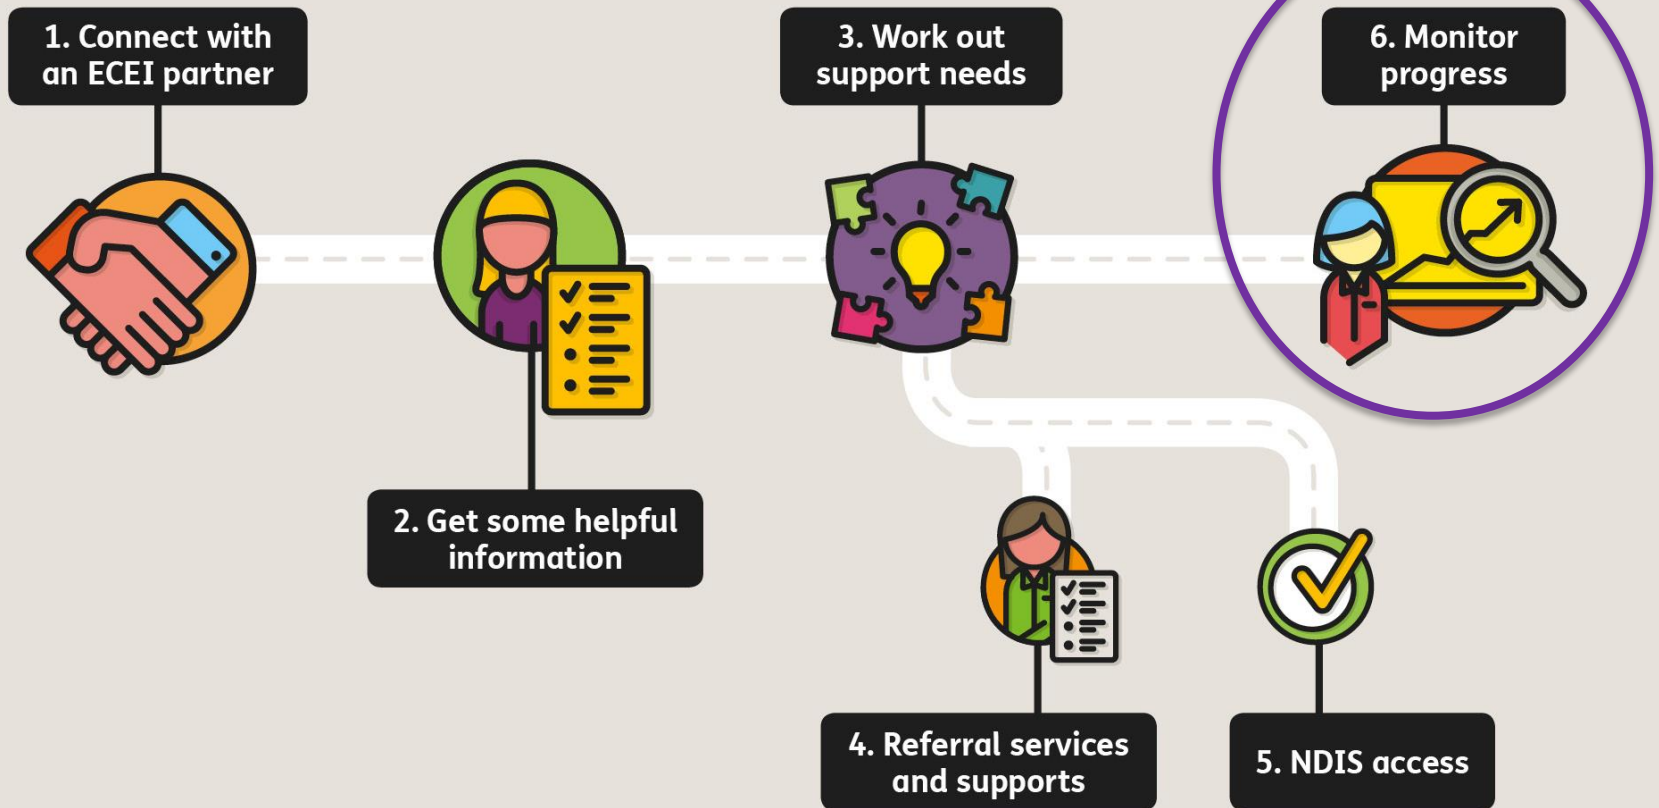 1. Connect with
an ECEI partner
2. Get some helpful
information
3. Work out
support needs
4. Referral services
and supports
5. NDIS access
6. Monitor
progress